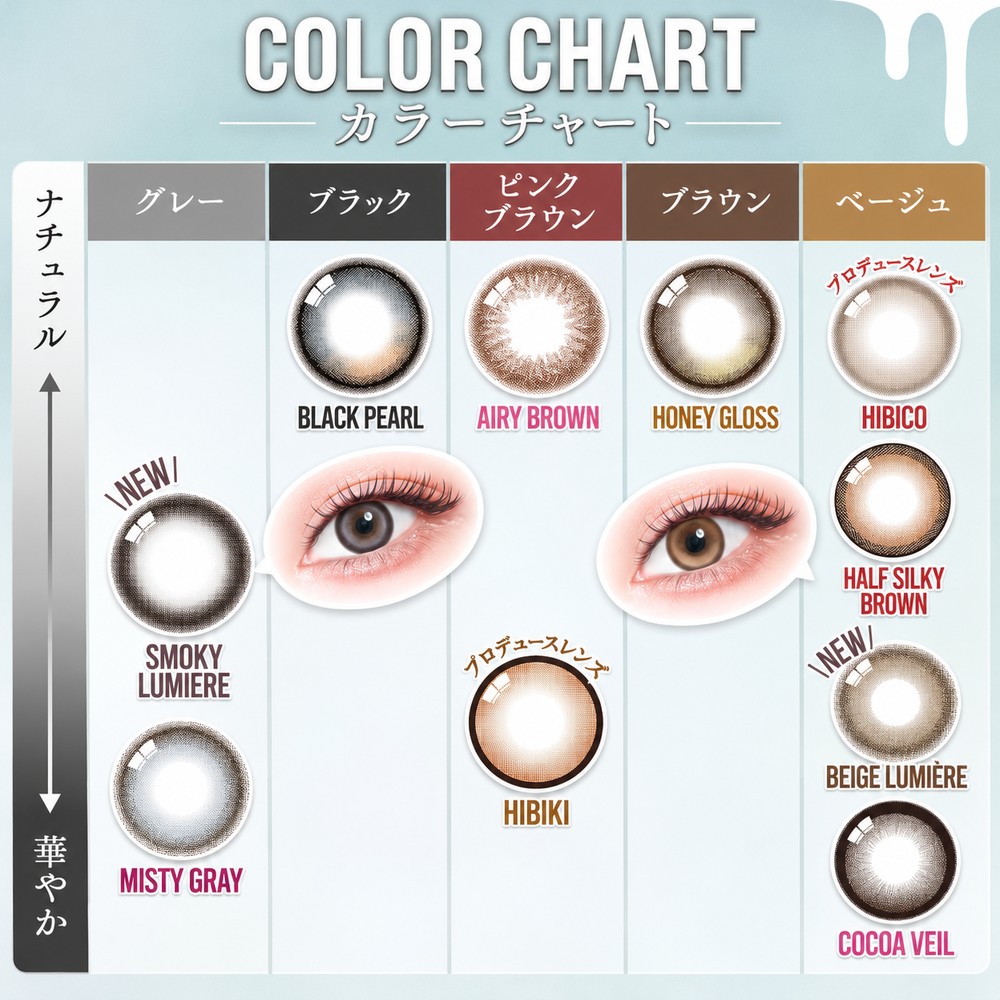 COLOR CHART
カラーチャート
ナチュラル
華やか
グレー
ブラック
ピンク
ブラウン
ブラウン
ベージュ
\NEW/
SMOKY
LUMIERE
MISTY GRAY
BLACK PEARL
AIRY BROWN
プロデュースレンズ
HIBIKI
HONEY GLOSS
プロデュースレンズ
HIBICO
HALF SILKY
BROWN
\NEW/
BEIGE LUMIÈRE
COCOA VEIL